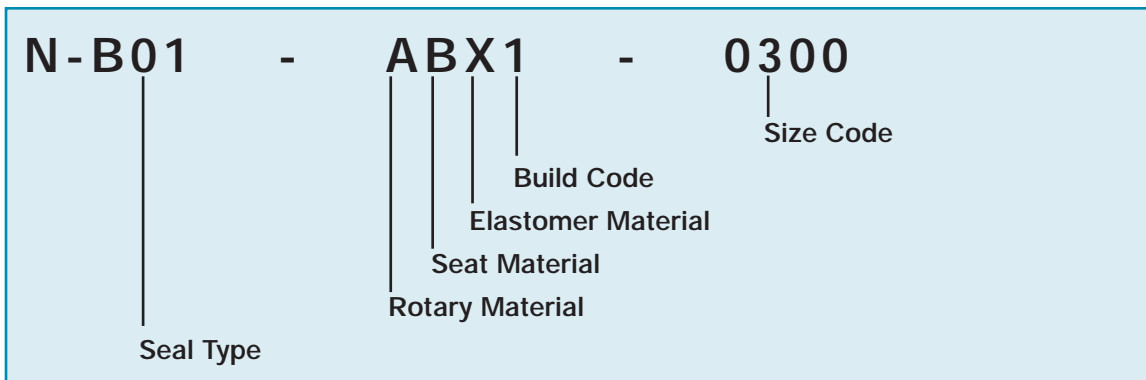 N-B01 - ABX1 - 0300
Size Code
Build Code
Elastomer Material
Seat Material
Rotary Material
Seal Type